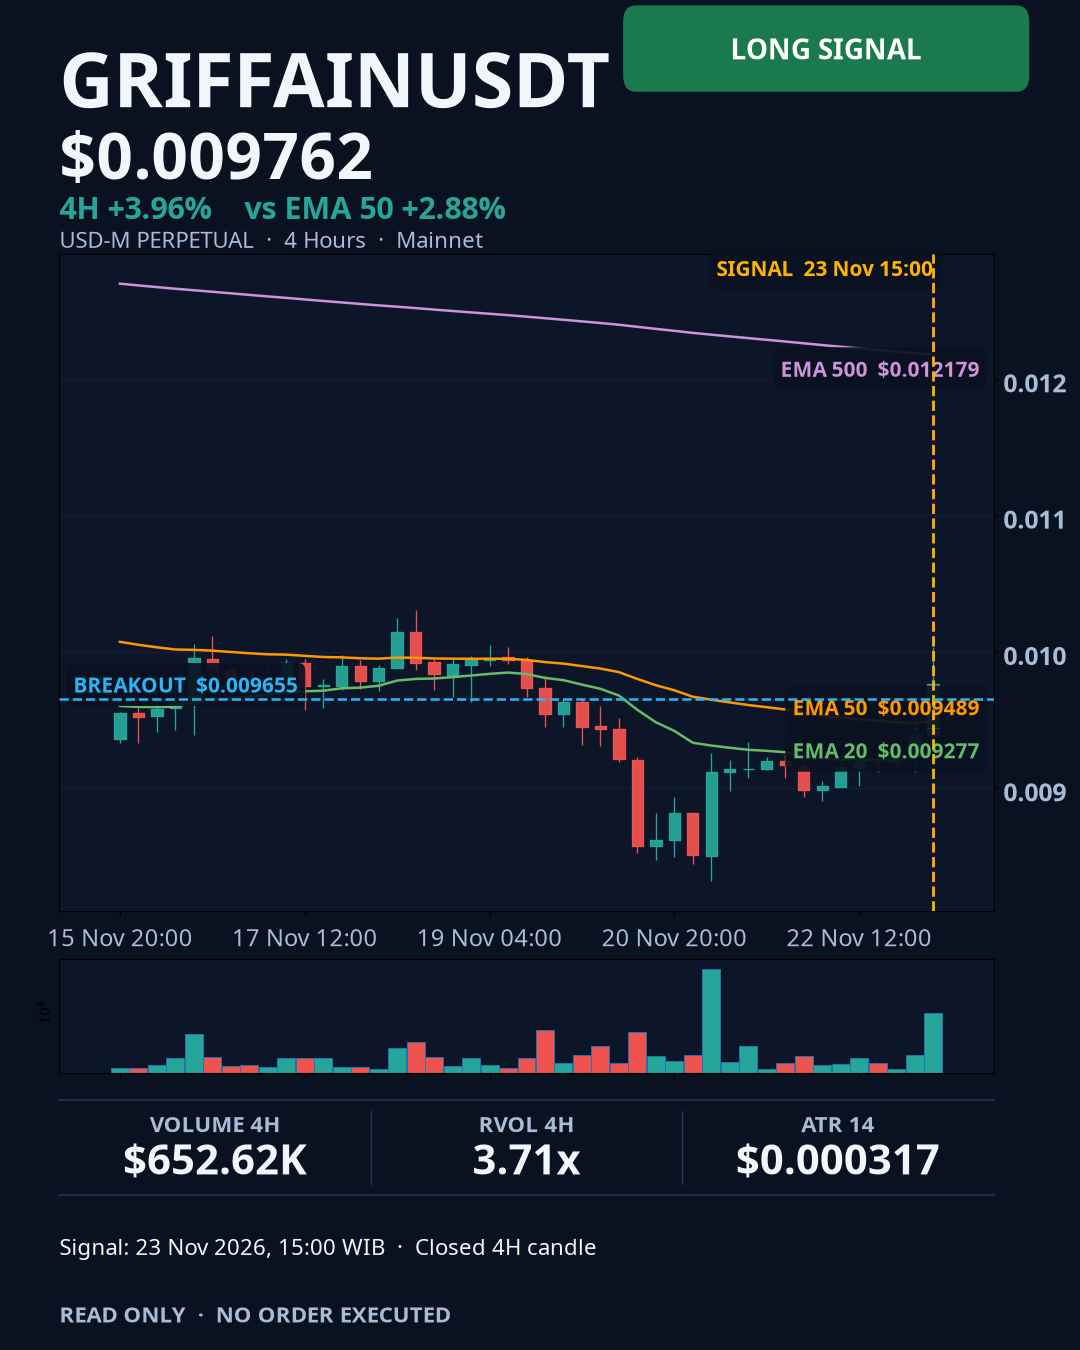 LONG SIGNAL
GRIFFAINUSDT
$0.009762
4H +3.96% vs EMA 50 +2.88%
USD-M PERPETUAL · 4 Hours · Mainnet
SIGNAL 23 Nov 15:00
EMA 500 $0.012179
0.012
0.011
0.010
BREAKOUT $0.009655
EMA 50 $0.009489
EMA 20 $0.009277
0.009
15 Nov 20:00 17 Nov 12:00 19 Nov 04:00 20 Nov 20:00 22 Nov 12:00
10⁶
VOLUME 4H RVOL 4H ATR 14
$652.62K 3.71x $0.000317
Signal: 23 Nov 2026, 15:00 WIB · Closed 4H candle
READ ONLY · NO ORDER EXECUTED